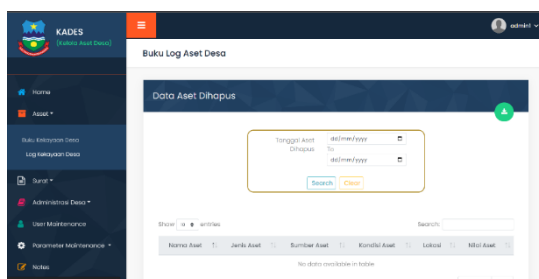 KADES
(Kelola Aset Desa)
admin1
Buku Log Aset Desa
Home
Asset
Buku Kekayaan Desa
Log Kekayaan Desa
Surat
Administrasi Desa
User Maintenance
Parameter Maintenance
Notes
Data Aset Dihapus
Tanggal Aset
Dihapus
dd/mm/yyyy
To
dd/mm/yyyy
Search
Clear
Show
entries
Search:
Nama Aset
Jenis Aset
Sumber Aset
Kondisi Aset
Lokasi
Nilai Aset
No data available in table